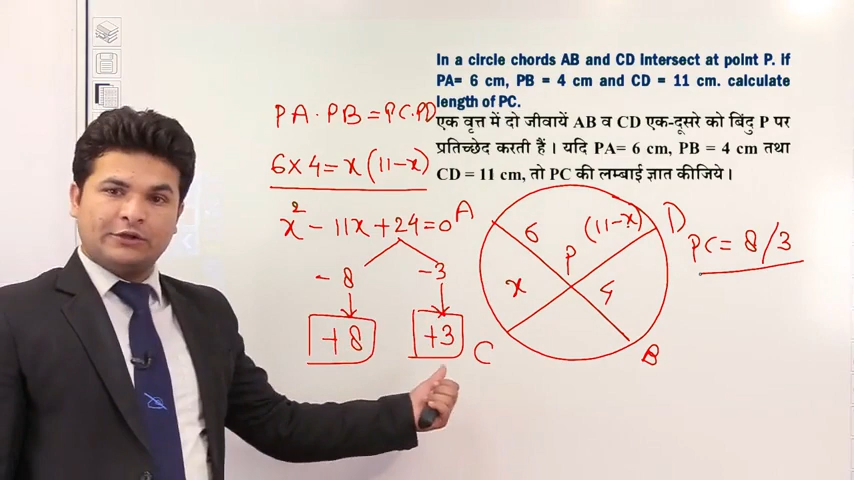 In a circle chords AB and CD intersect at point P. If
PA= 6 cm, PB = 4 cm and CD = 11 cm. calculate
length of PC.
एक वृत्त में दो जीवायें AB व CD एक-दूसरे को बिंदु P पर
प्रतिच्छेद करती हैं । यदि PA= 6 cm, PB = 4 cm तथा
CD = 11 cm, तो PC की लम्बाई ज्ञात कीजिये ।
PA . PB = PC . PD
6 × 4 = x (11 - x)
x² - 11x + 24 = 0
- 8 - 3
+ 8 + 3
A
D
6
(11 - x)
P
x
4
C
B
PC = 8 / 3